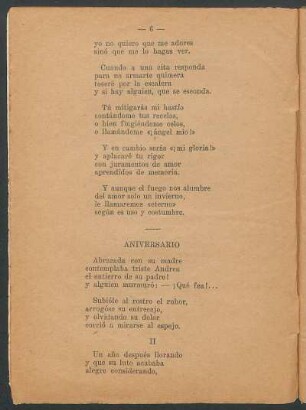 — 6 —
yo no quiero que me adores
sinó que me lo hagas ver.
Cuando a una cita responda
para no armarte quimera
toseré por la escalera
y si hay alguien, que se esconda.
Tú mitigarás mi hastío
contándome tus recelos,
o bien fingiéndome celos,
o llamándome «¡ángel mío!»
Y en cambio serás «¡mi gloria!»
y aplacaré tu rigor
con juramentos de amor
aprendidos de memoria.
Y aunque el fuego nos alumbre
del amor solo un invierno,
le llamaremos «eterno»
según es uso y costumbre.
ANIVERSARIO
Abrazada con su madre
contemplaba triste Andrea
el entierro de su padre!
y alguien murmuró: — ¡Qué fea!...
Subióle al rostro el rubor,
arrugóse su entrecejo,
y olvidando su dolor
corrió a mirarse al espejo.
II
Un año después llorando
y que su luto acababa
alegre considerando,